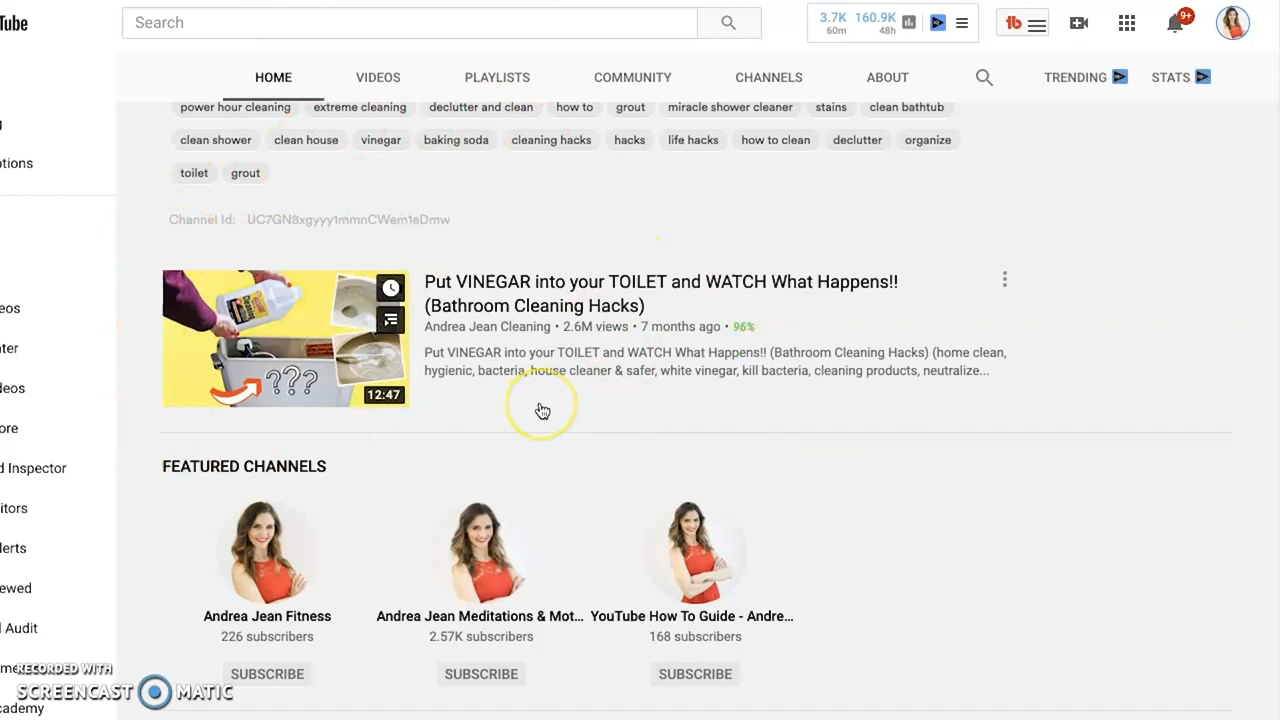 Tube
Search
3.7K 160.9K
60m 48h
tb
9+
HOME VIDEOS PLAYLISTS COMMUNITY CHANNELS ABOUT TRENDING STATS
power hour cleaning extreme cleaning declutter and clean how to grout miracle shower cleaner stains clean bathtub
clean shower clean house vinegar baking soda cleaning hacks hacks life hacks how to clean declutter organize
ptions
toilet grout
Channel Id: UC7GN8xgyyy1mmnCWem1eDmw
Put VINEGAR into your TOILET and WATCH What Happens!!
(Bathroom Cleaning Hacks)
eos
Andrea Jean Cleaning • 2.6M views • 7 months ago • 96%
ter
Put VINEGAR into your TOILET and WATCH What Happens!! (Bathroom Cleaning Hacks) (home clean,
hygienic, bacteria, house cleaner & safer, white vinegar, kill bacteria, cleaning products, neutralize...
???
12:47
deos
ore
FEATURED CHANNELS
d Inspector
itors
lerts
ewed
Andrea Jean Fitness Andrea Jean Meditations & Mot... YouTube How To Guide - Andre...
l Audit
226 subscribers 2.57K subscribers 168 subscribers
RECORDED WITH
SUBSCRIBE SUBSCRIBE SUBSCRIBE
SCREENCAST MATIC
cademy